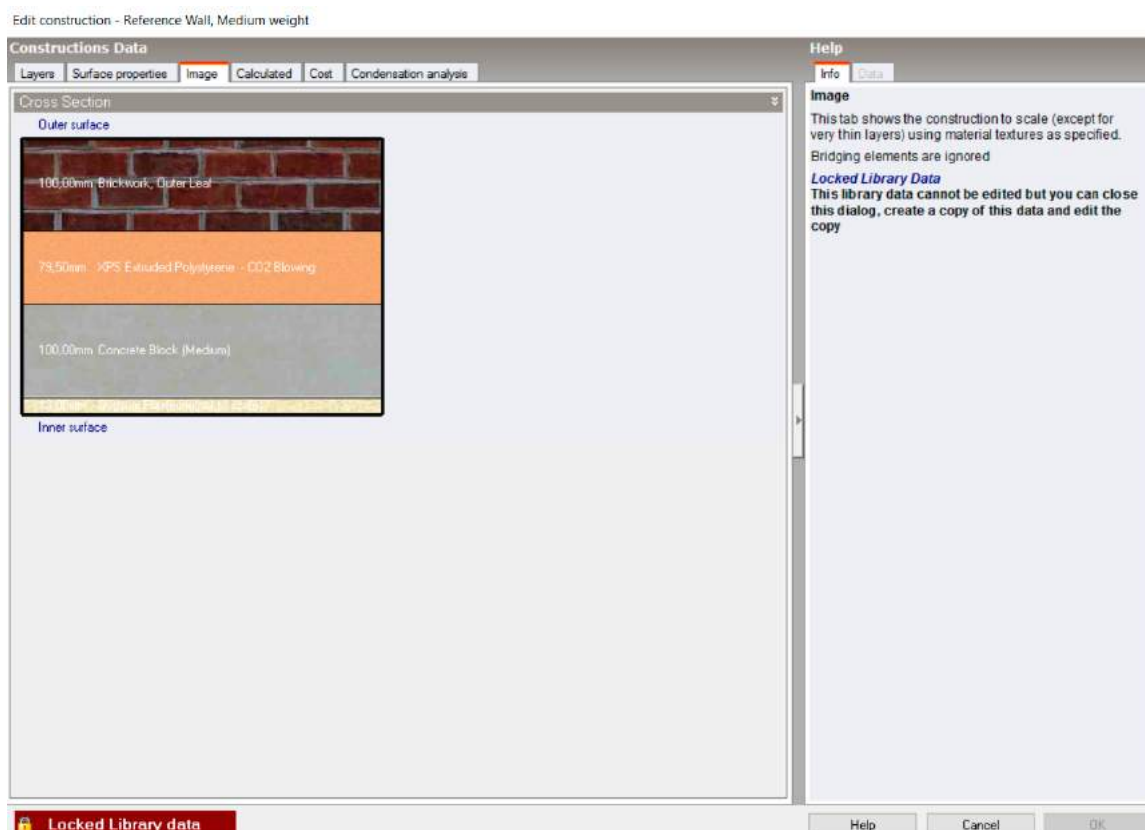 Edit construction - Reference Wall, Medium weight
Constructions Data
Layers Surface properties Image Calculated Cost Condensation analysis
Cross Section
Outer surface
100,00mm Brickwork, Outer Leaf
79,50mm XPS Extruded Polystyrene - CO2 Blowing
100,00mm Concrete Block (Medium)
Inner surface
Locked Library data
Help
Info Data
Image
This tab shows the construction to scale (except for
very thin layers) using material textures as specified.
Bridging elements are ignored
Locked Library Data
This library data cannot be edited but you can close
this dialog, create a copy of this data and edit the
copy
Help Cancel OK